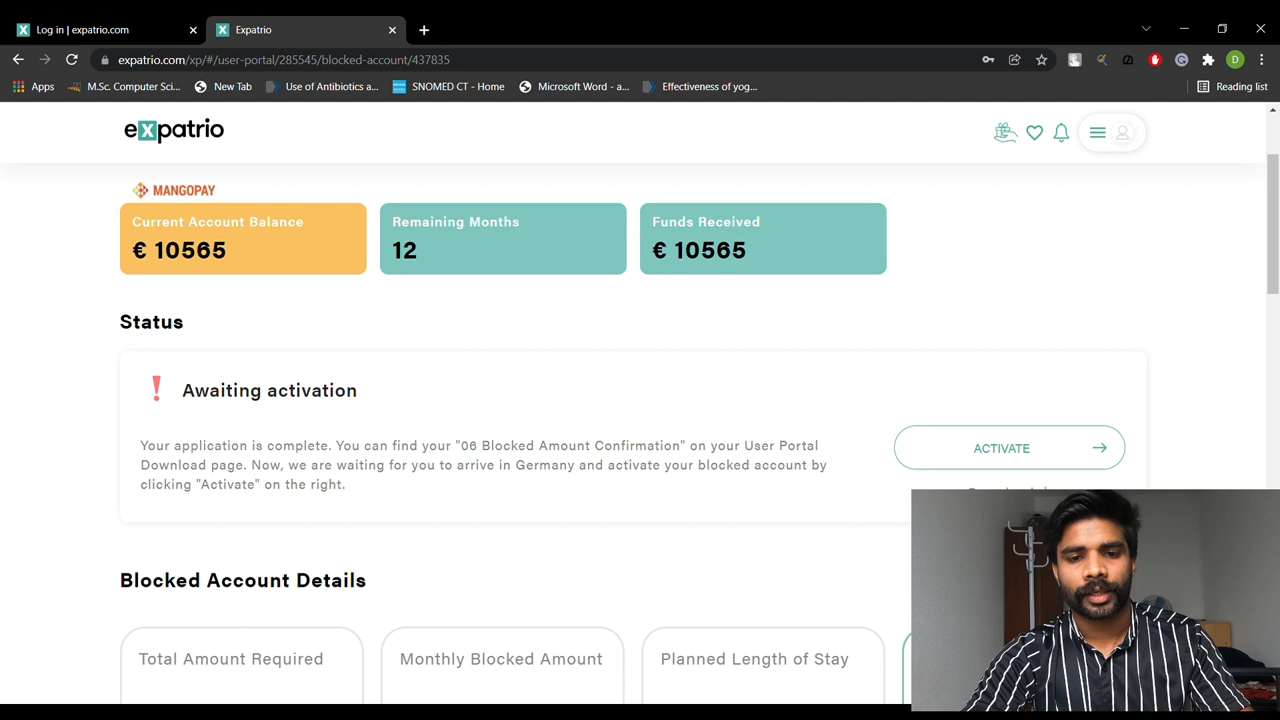 Log in | expatrio.com
Expatrio
expatrio.com/xp/#/user-portal/285545/blocked-account/437835
D
Apps
M.Sc. Computer Sci...
New Tab
Use of Antibiotics a...
SNOMED CT - Home
Microsoft Word - a...
Effectiveness of yog...
Reading list
expatrio
MANGOPAY
Current Account Balance
€ 10565
Remaining Months
12
Funds Received
€ 10565
Status
Awaiting activation
Your application is complete. You can find your "06 Blocked Amount Confirmation" on your User Portal
Download page. Now, we are waiting for you to arrive in Germany and activate your blocked account by
clicking "Activate" on the right.
ACTIVATE
Blocked Account Details
Total Amount Required
Monthly Blocked Amount
Planned Length of Stay